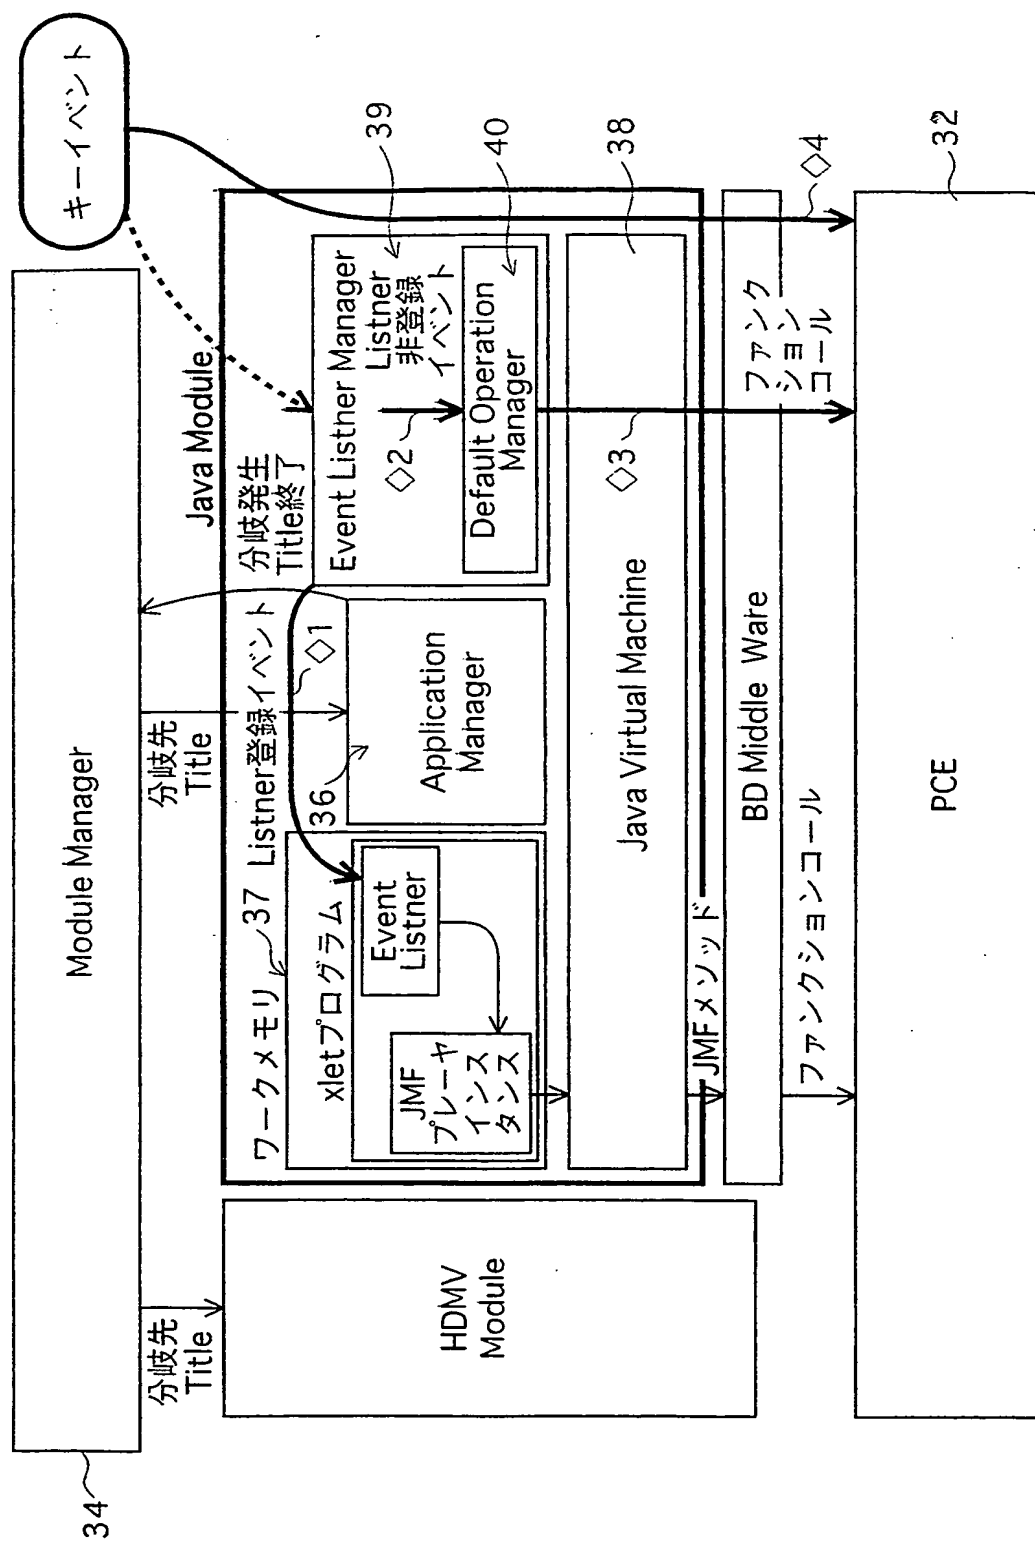 キーイベント
Module Manager
34
分岐先
Title
分岐先
Title
Java Module
分岐発生
Title終了
ワークメモリ
37
Listner登録イベント
◇1
36
Event Listner Manager
Listner
非登録
イベント
39
◇2
Default Operation
Manager
40
xletプログラム
Event
Listner
JMF
プレーヤ
インス
タンス
Application
Manager
HDMV
Module
Java Virtual Machine
38
◇3
JMFメソッド
BD Middle Ware
ファンクションコール
ファンク
ション
コール
◇4
PCE
32